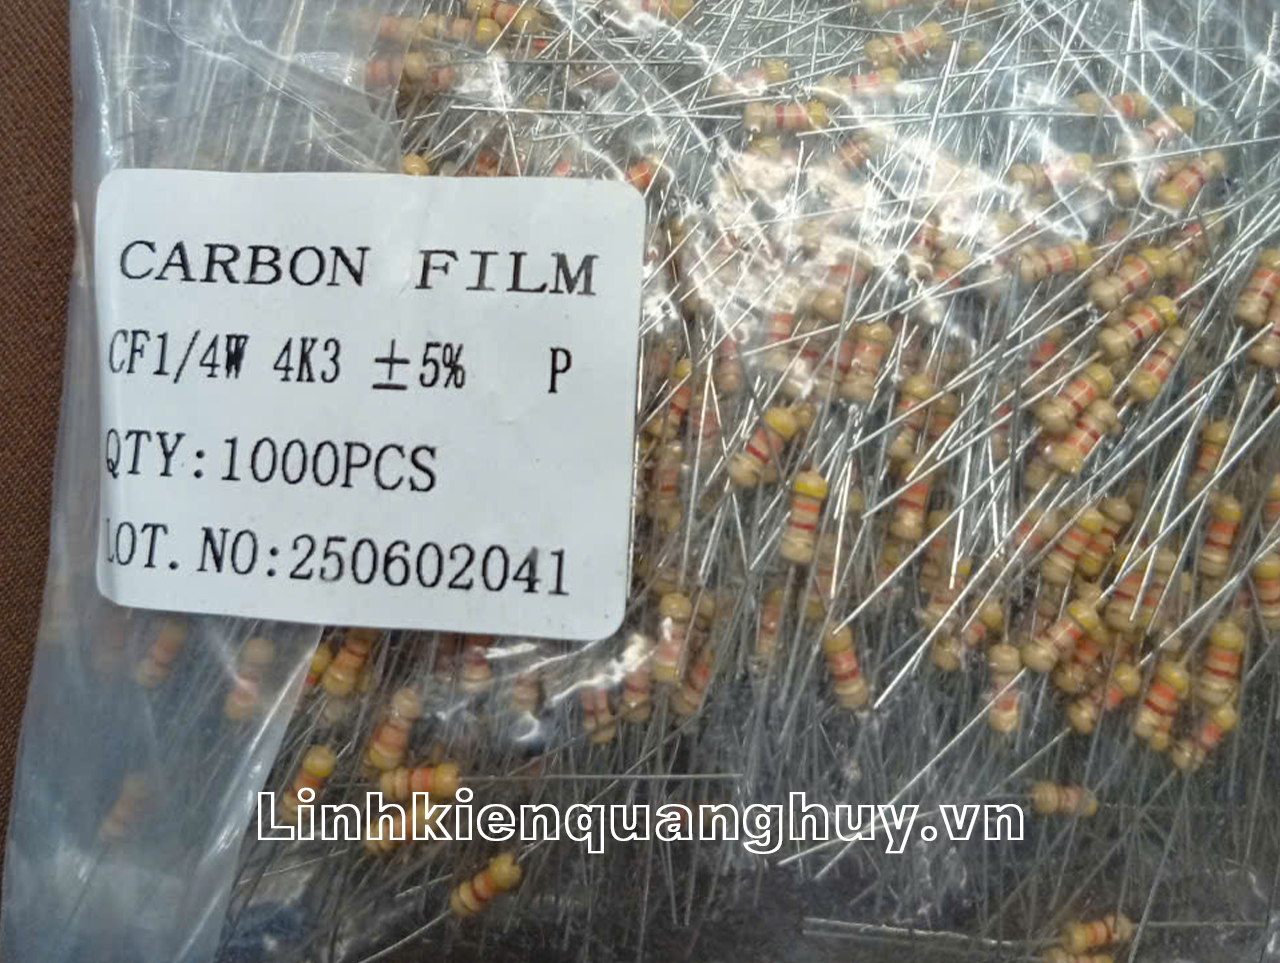 CARBON FILM
CF1/4W 4K3 ±5% P
QTY:1000PCS
LOT. NO:250602041
Linhkienquanghuy.vn